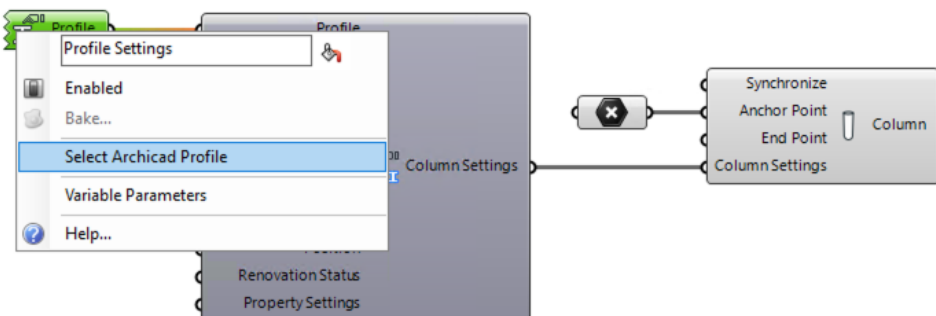 Profile
Profile
Profile Settings
Enabled
Bake...
Select Archicad Profile
Variable Parameters
Help...
Column Settings
Renovation Status
Property Settings
Synchronize
Anchor Point
End Point
Column Settings
Column